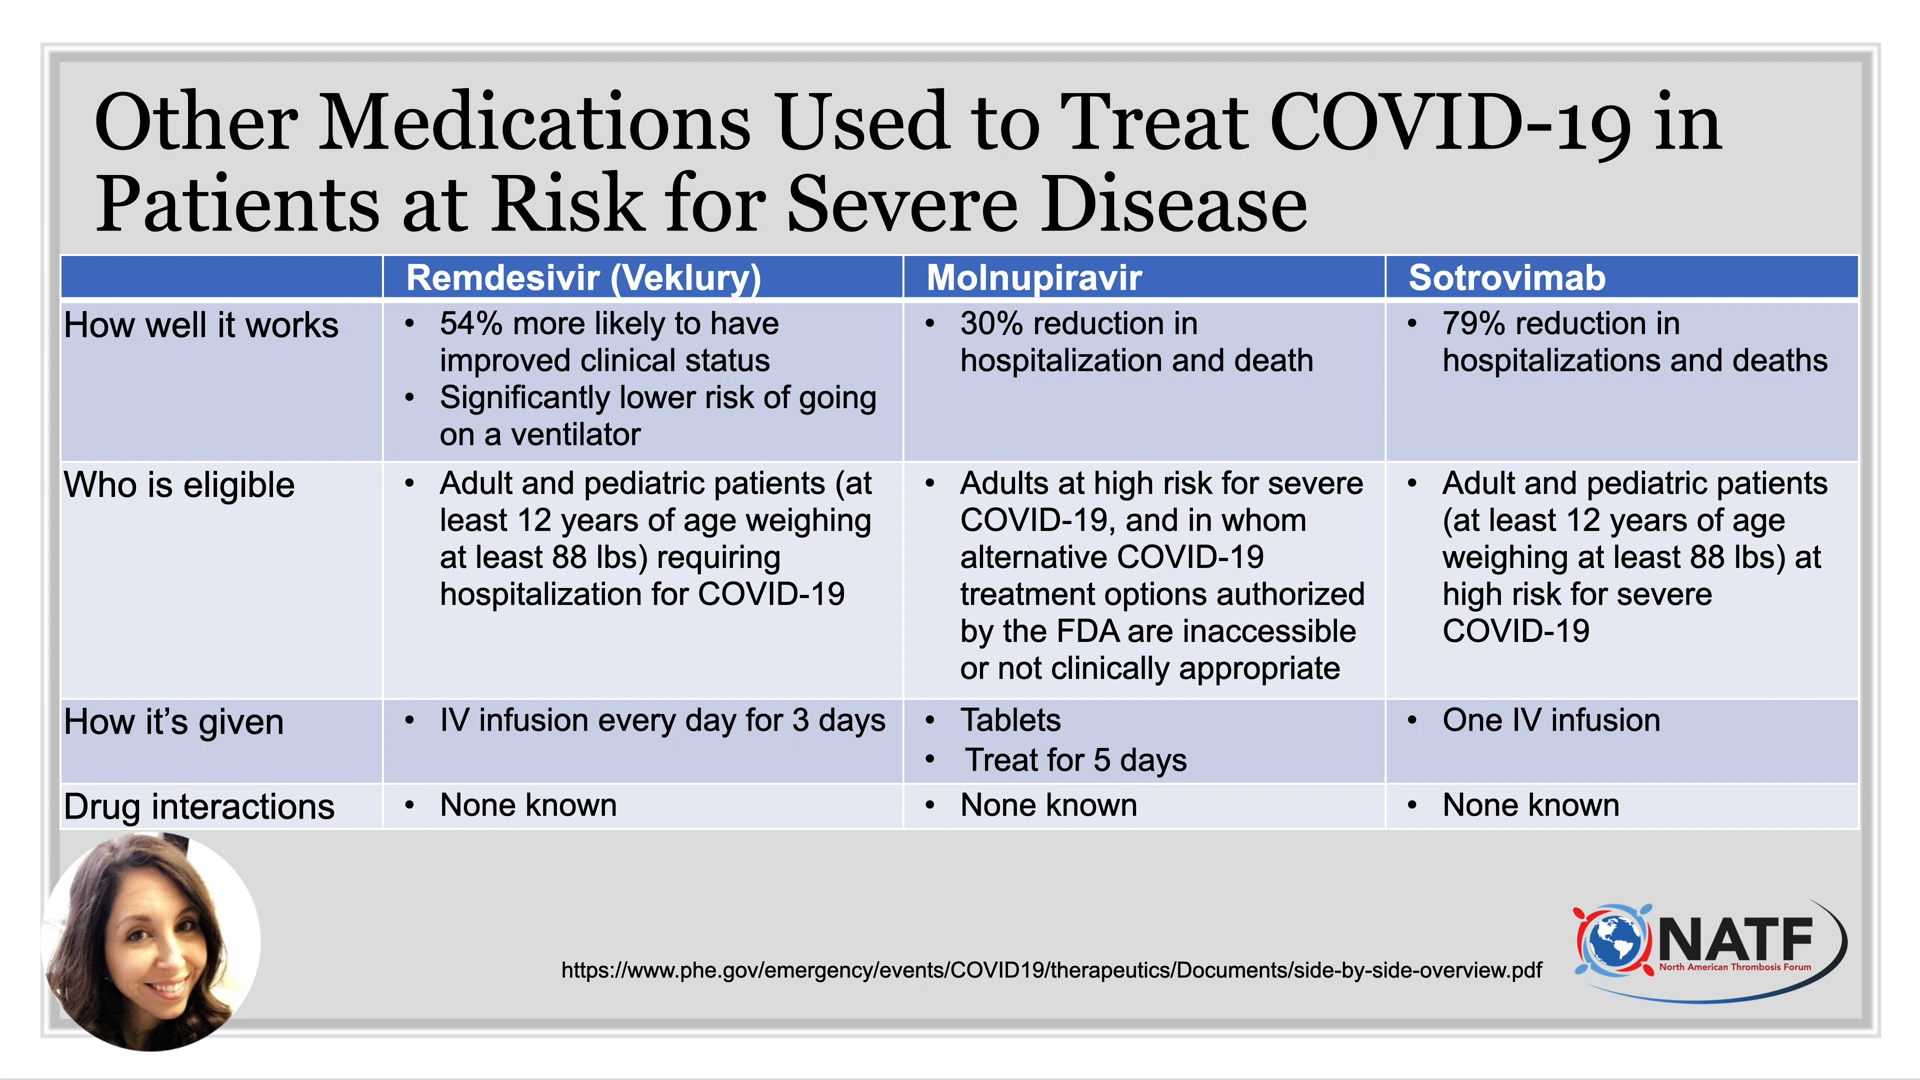 Other Medications Used to Treat COVID-19 in
Patients at Risk for Severe Disease
Remdesivir (Veklury)
Molnupiravir
Sotrovimab
How well it works
• 54% more likely to have
improved clinical status
• Significantly lower risk of going
on a ventilator
• 30% reduction in
hospitalization and death
• 79% reduction in
hospitalizations and deaths
Who is eligible
• Adult and pediatric patients (at
least 12 years of age weighing
at least 88 lbs) requiring
hospitalization for COVID-19
• Adults at high risk for severe
COVID-19, and in whom
alternative COVID-19
treatment options authorized
by the FDA are inaccessible
or not clinically appropriate
• Adult and pediatric patients
(at least 12 years of age
weighing at least 88 lbs) at
high risk for severe
COVID-19
How it’s given
• IV infusion every day for 3 days
• Tablets
• Treat for 5 days
• One IV infusion
Drug interactions
• None known
• None known
• None known
https://www.phe.gov/emergency/events/COVID19/therapeutics/Documents/side-by-side-overview.pdf
NATF
North American Thrombosis Forum